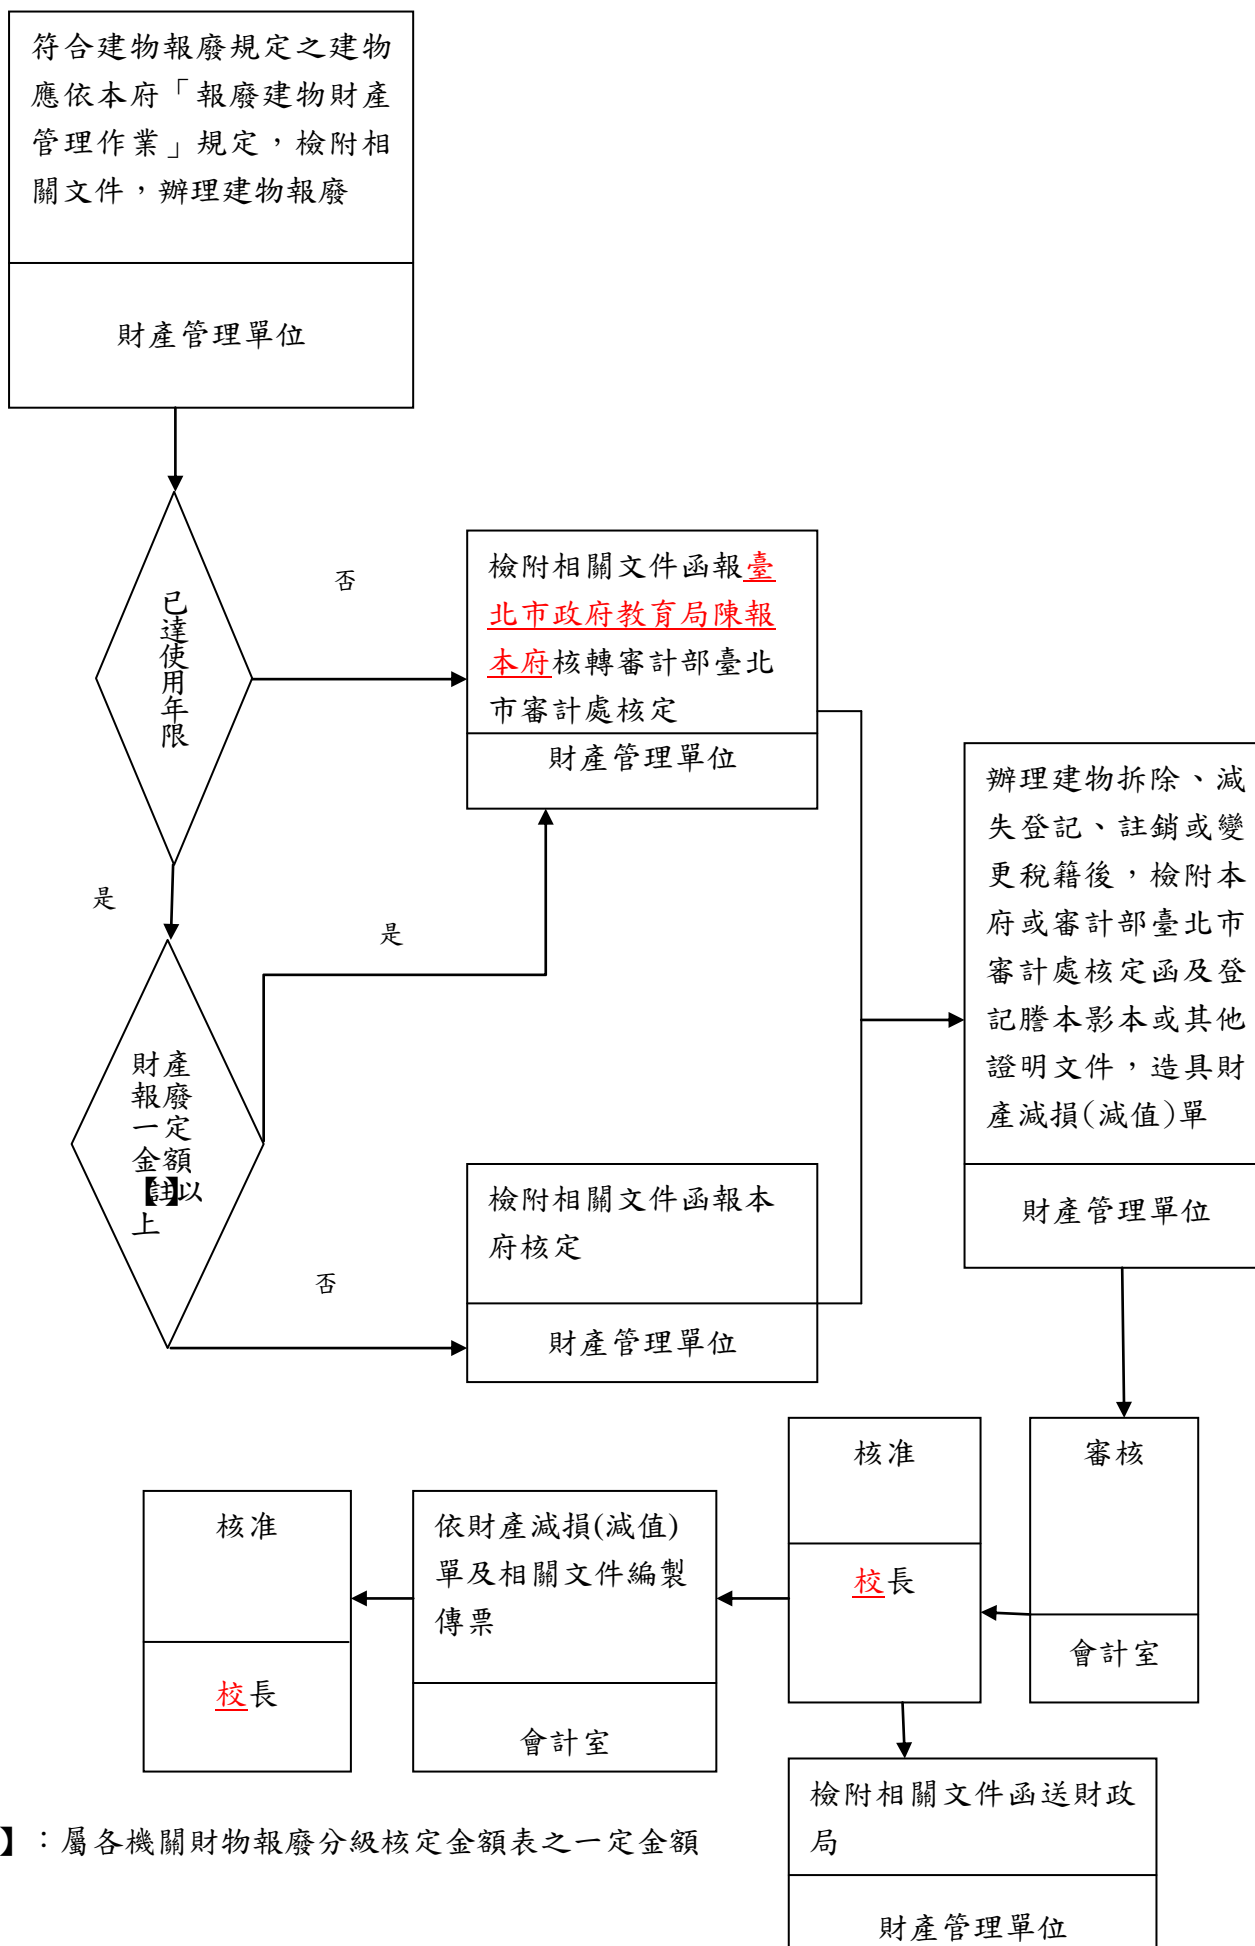 符合建物報廢規定之建物
應依本府「報廢建物財產
管理作業」規定，檢附相
關文件，辦理建物報廢
財產管理單位
已達使用年限
否
是
檢附相關文件函報臺
北市政府教育局陳報
本府核轉審計部臺北
市審計處核定
財產管理單位
是
財產
報廢
一定
金額
【註】以
上
否
檢附相關文件函報本
府核定
財產管理單位
辦理建物拆除、滅
失登記、註銷或變
更稅籍後，檢附本
府或審計部臺北市
審計處核定函及登
記謄本影本或其他
證明文件，造具財
產減損(減值)單
財產管理單位
審核
會計室
核准
校長
依財產減損(減值)
單及相關文件編製
傳票
會計室
核准
校長
檢附相關文件函送財政
局
財產管理單位
】：屬各機關財物報廢分級核定金額表之一定金額